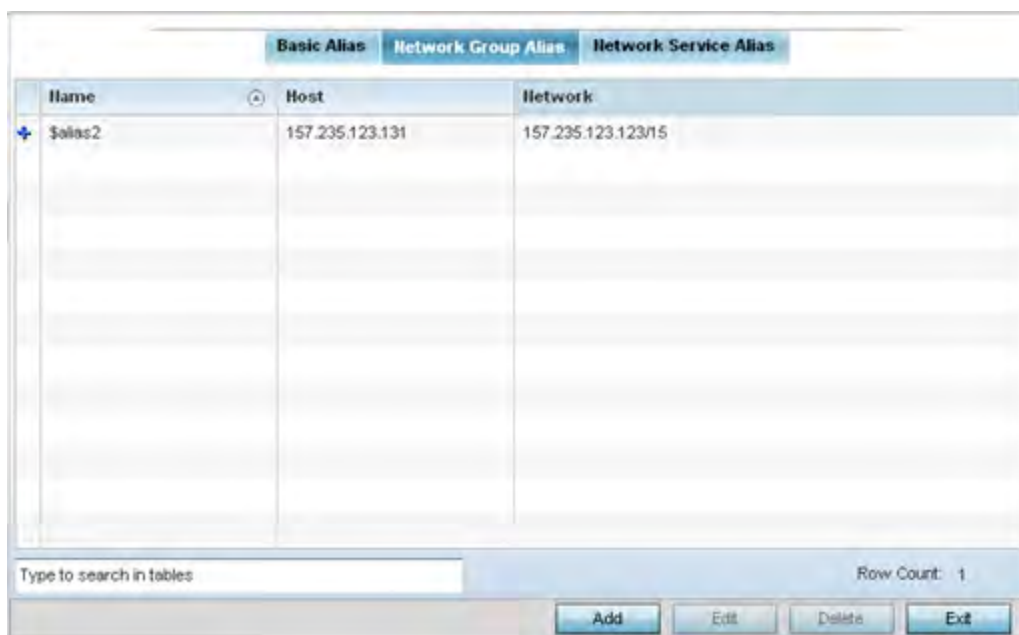 Basic Alias Network Group Alias Network Service Alias
Name Host Network
$alias2 157.235.123.131 157.235.123.123/15
Type to search in tables Row Count: 1
Add Edit Delete Exit